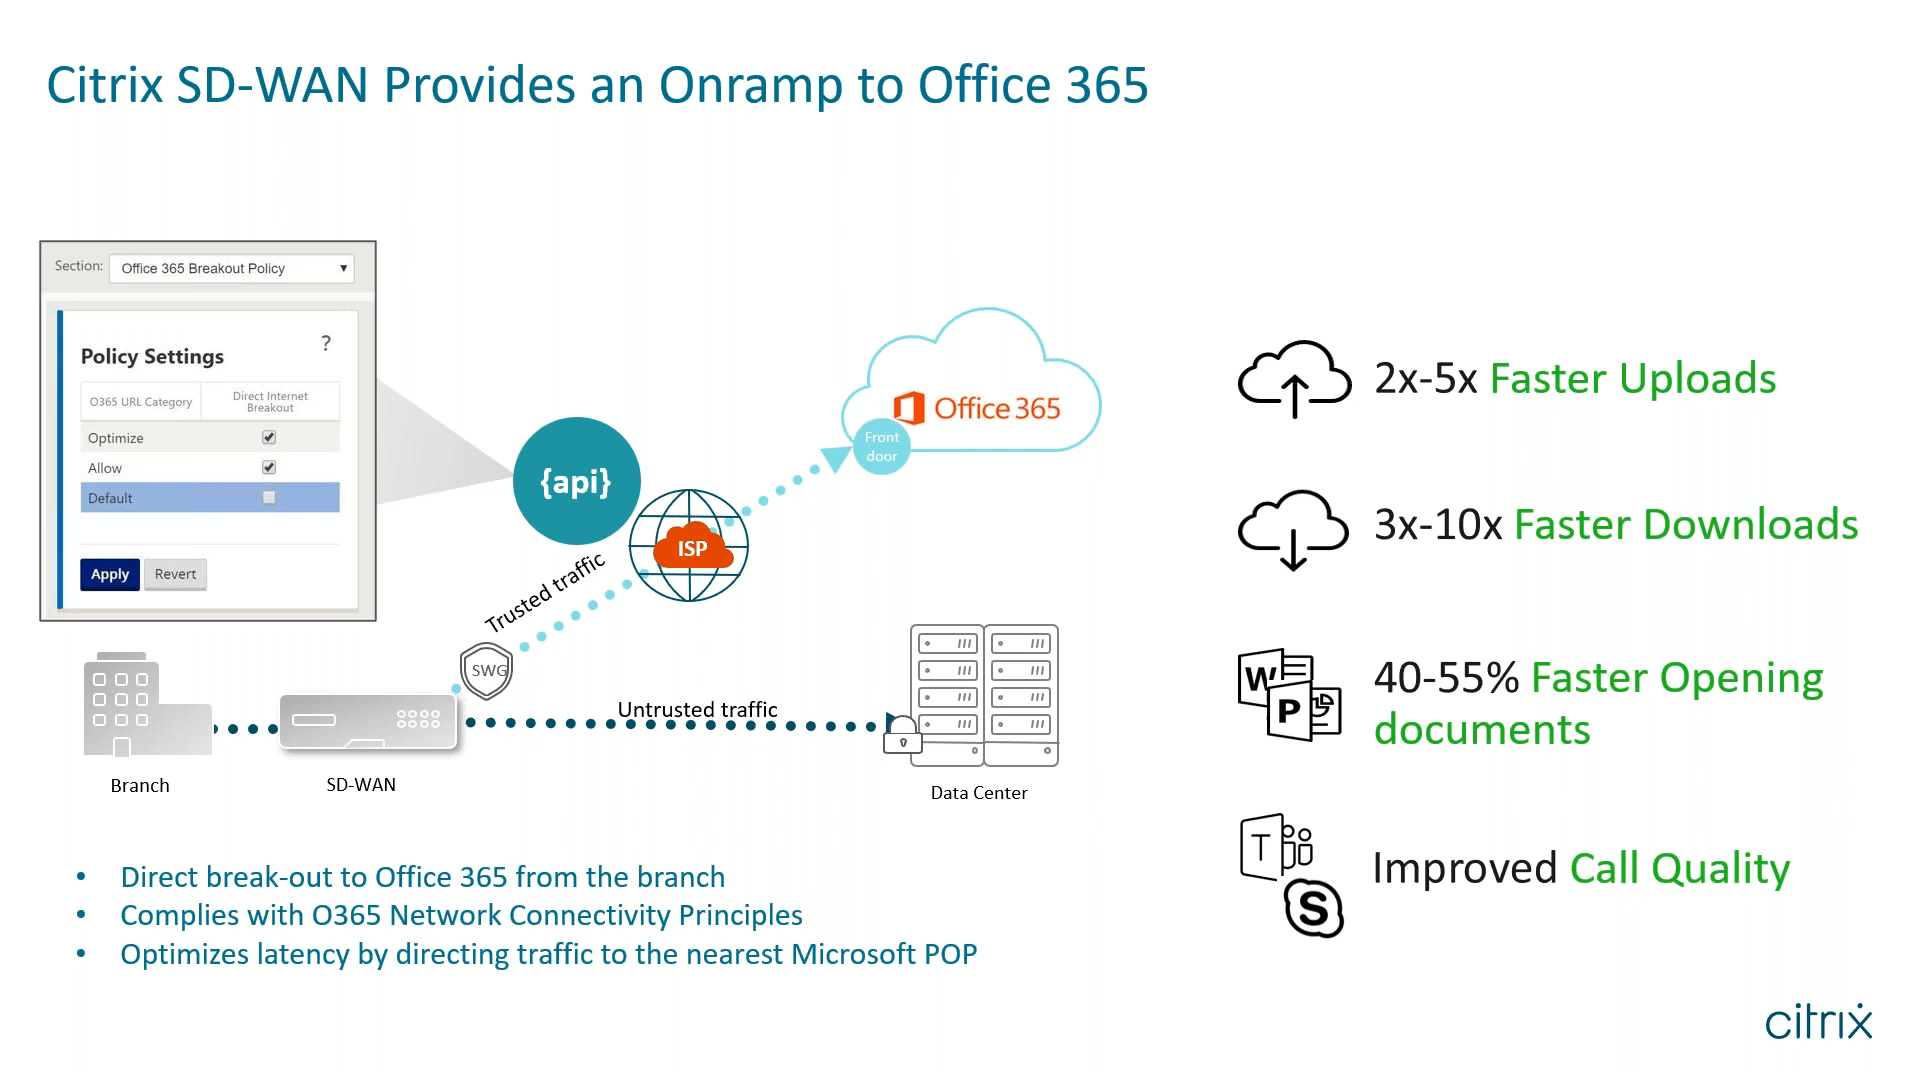 Citrix SD-WAN Provides an Onramp to Office 365
Section: Office 365 Breakout Policy
Policy Settings ?
O365 URL Category
Direct Internet
Breakout
Optimize
Allow
Default
Apply Revert
{api}
ISP
Trusted traffic
SWG
Office 365
Front
door
Untrusted traffic
Branch
SD-WAN
Data Center
• Direct break-out to Office 365 from the branch
• Complies with O365 Network Connectivity Principles
• Optimizes latency by directing traffic to the nearest Microsoft POP
2x-5x Faster Uploads
3x-10x Faster Downloads
W
P
40-55% Faster Opening
documents
T
S
Improved Call Quality
citrix